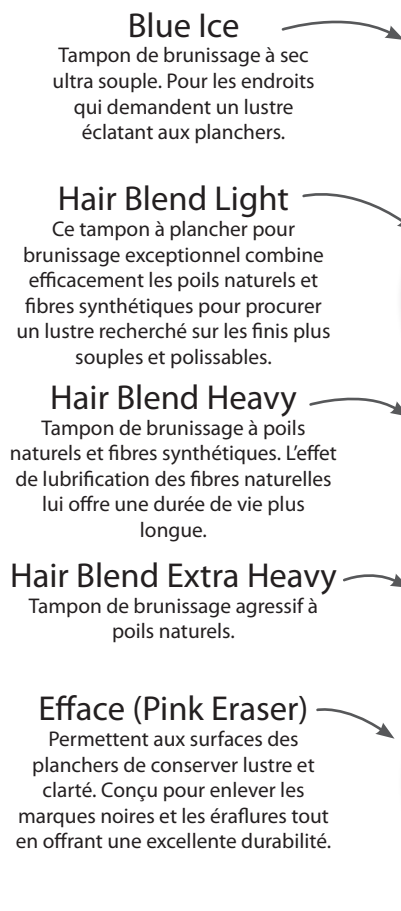 Blue Ice
Tampon de brunissage à sec
ultra souple. Pour les endroits
qui demandent un lustre
éclatant aux planchers.
Hair Blend Light
Ce tampon à plancher pour
brunissage exceptionnel combine
efficacement les poils naturels et
fibres synthétiques pour procurer
un lustre recherché sur les finis plus
souples et polissables.
Hair Blend Heavy
Tampon de brunissage à poils
naturels et fibres synthétiques. L'effet
de lubrification des fibres naturelles
lui offre une durée de vie plus
longue.
Hair Blend Extra Heavy
Tampon de brunissage agressif à
poils naturels.
Efface (Pink Eraser)
Permettent aux surfaces des
planchers de conserver lustre et
clarté. Conçu pour enlever les
marques noires et les éraflures tout
en offrant une excellente durabilité.